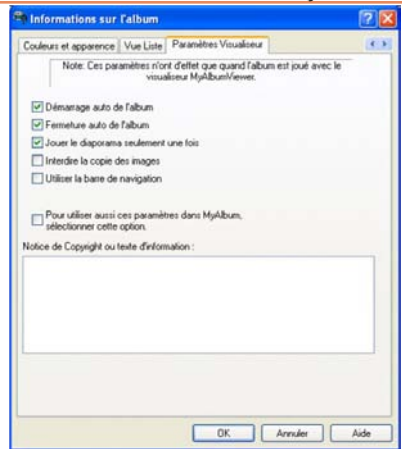 Informations sur l'album
Couleurs et apparence Vue Liste Paramètres Visualiseur
Note: Ces paramètres n'ont d'effet que quand l'album est joué avec le
visualiseur MyAlbumViewer.
Démarrage auto de l'album
Fermeture auto de l'album
Jouer le diaporama seulement une fois
Interdire la copie des images
Utiliser la barre de navigation
Pour utiliser aussi ces paramètres dans MyAlbum,
sélectionner cette option.
Notice de Copyright ou texte d'information :
OK Annuler Aide